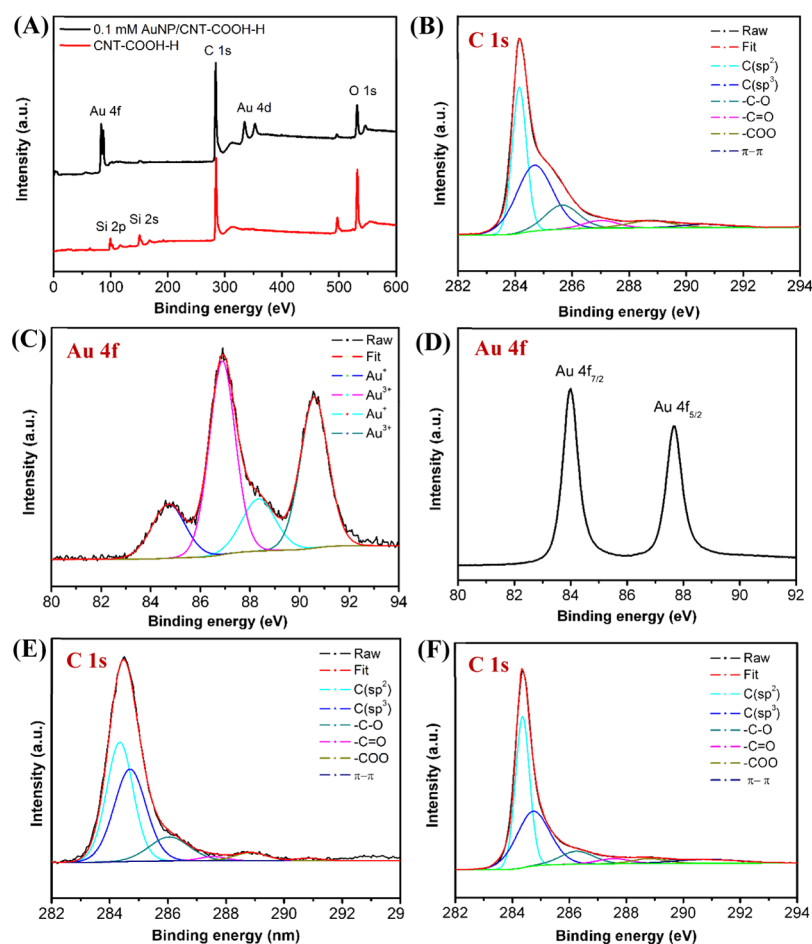 (A)
0.1 mM AuNP/CNT-COOH-H
CNT-COOH-H
C 1s
Au 4f
Au 4d
O 1s
Si 2p
Si 2s
Intensity (a.u.)
0 100 200 300 400 500 600
Binding energy (eV)
(B)
C 1s
Raw
Fit
C(sp²)
C(sp³)
-C-O
-C=O
-COO
π−π
Intensity (a.u.)
282 284 286 288 290 292 294
Binding energy (eV)
(C)
Au 4f
Raw
Fit
Au⁺
Au³⁺
Au⁺
Au³⁺
Intensity (a.u.)
80 82 84 86 88 90 92 94
Binding energy (eV)
(D)
Au 4f
Au 4f₇/₂
Au 4f₅/₂
Intensity (a.u.)
80 82 84 86 88 90 92
Binding energy (eV)
(E)
C 1s
Raw
Fit
C(sp²)
C(sp³)
-C-O
-C=O
-COO
π−π
Intensity (a.u.)
282 284 286 288 290 292 29
Binding energy (nm)
(F)
C 1s
Raw
Fit
C(sp²)
C(sp³)
-C-O
-C=O
-COO
π− π
Intensity (a.u.)
282 284 286 288 290 292 294
Binding energy (eV)